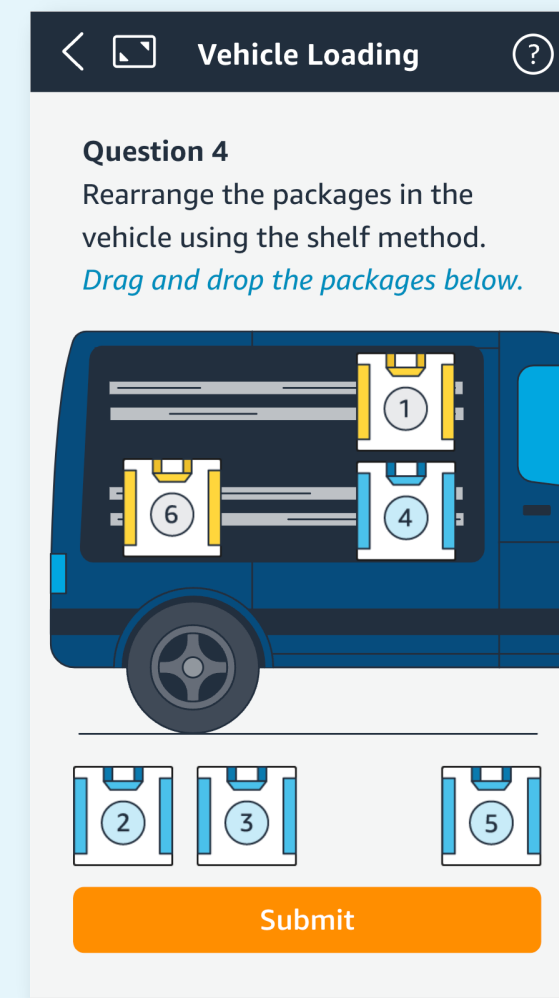 Vehicle Loading
?
Question 4
Rearrange the packages in the
vehicle using the shelf method.
Drag and drop the packages below.
1
6
4
2
3
5
Submit